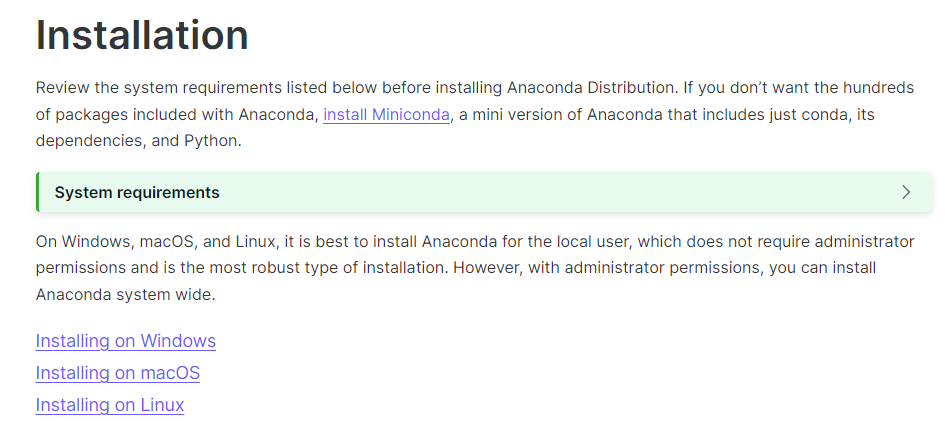 Installation
Review the system requirements listed below before installing Anaconda Distribution. If you don’t want the hundreds
of packages included with Anaconda, install Miniconda, a mini version of Anaconda that includes just conda, its
dependencies, and Python.
System requirements
On Windows, macOS, and Linux, it is best to install Anaconda for the local user, which does not require administrator
permissions and is the most robust type of installation. However, with administrator permissions, you can install
Anaconda system wide.
Installing on Windows
Installing on macOS
Installing on Linux